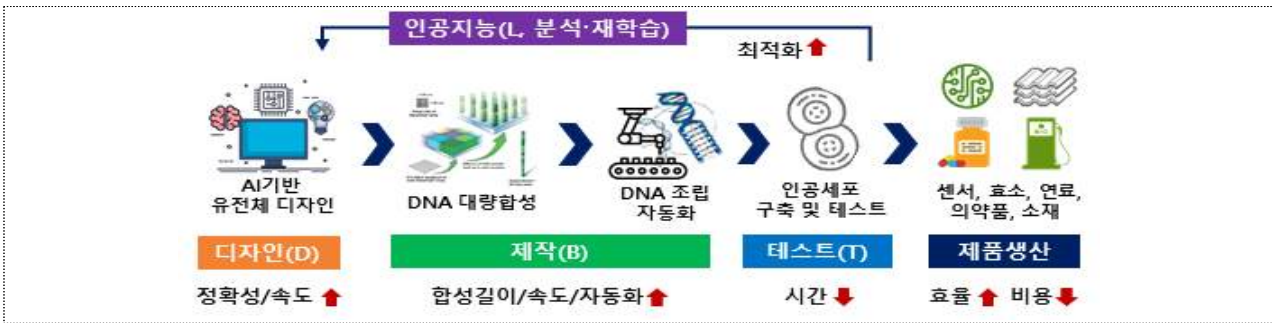 인공지능(L, 분석·재학습)
최적화
AI기반
유전체 디자인
DNA 대량합성
DNA 조립
자동화
인공세포
구축 및 테스트
센서, 효소, 연료,
의약품, 소재
디자인(D)
제작(B)
테스트(T)
제품생산
정확성/속도
합성길이/속도/자동화
시간
효율
비용